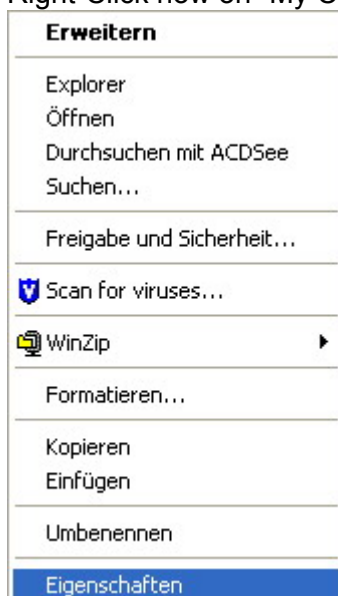 Right Click now on "My C
Erweitern
Explorer
Öffnen
Durchsuchen mit ACDSee
Suchen...
Freigabe und Sicherheit...
Scan for viruses...
WinZip
Formatieren...
Kopieren
Einfügen
Umbenennen
Eigenschaften